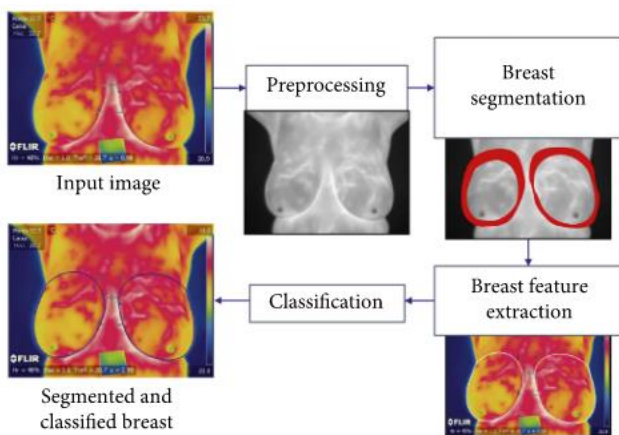 Preprocessing
Breast
segmentation
FLIR
Input image
Classification
Breast feature
extraction
FLIR
FLIR
Segmented and
classified breast